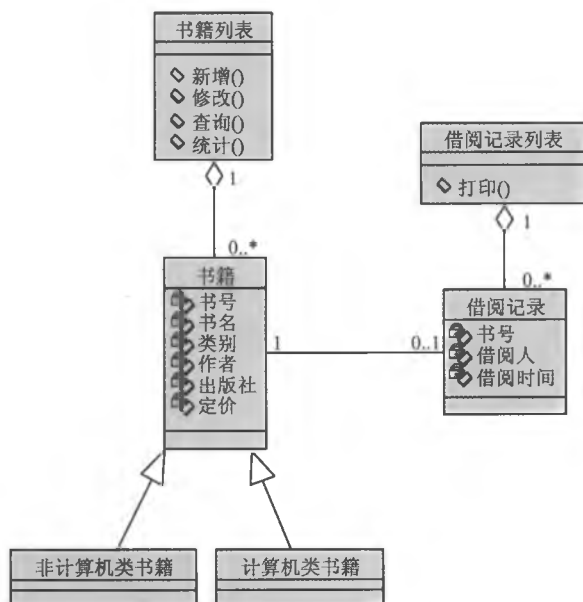 书籍列表
新增()
修改()
查询()
统计()
1
0..*
借阅记录列表
打印()
1
0..*
书籍
书号
书名
类别
作者
出版社
定价
1
0..1
借阅记录
书号
借阅人
借阅时间
非计算机类书籍
计算机类书籍